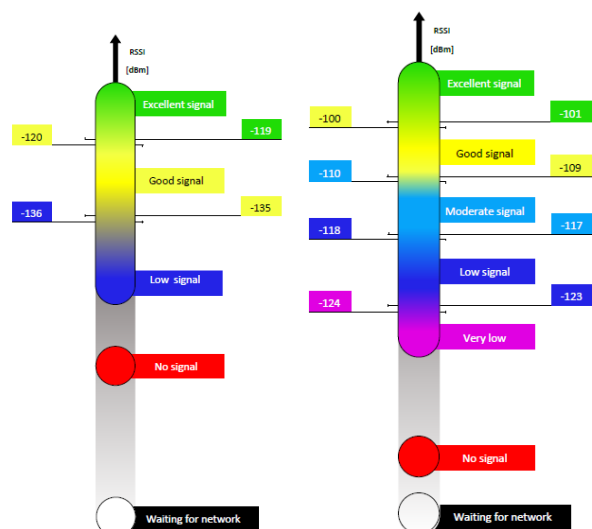 RSSI
[dBm]
Excellent signal
-119
-120
Good signal
-136
-135
Low signal
No signal
Waiting for network
RSSI
[dBm]
Excellent signal
-101
-100
Good signal
-109
-110
Moderate signal
-117
-118
Low signal
-123
-124
Very low
No signal
Waiting for network